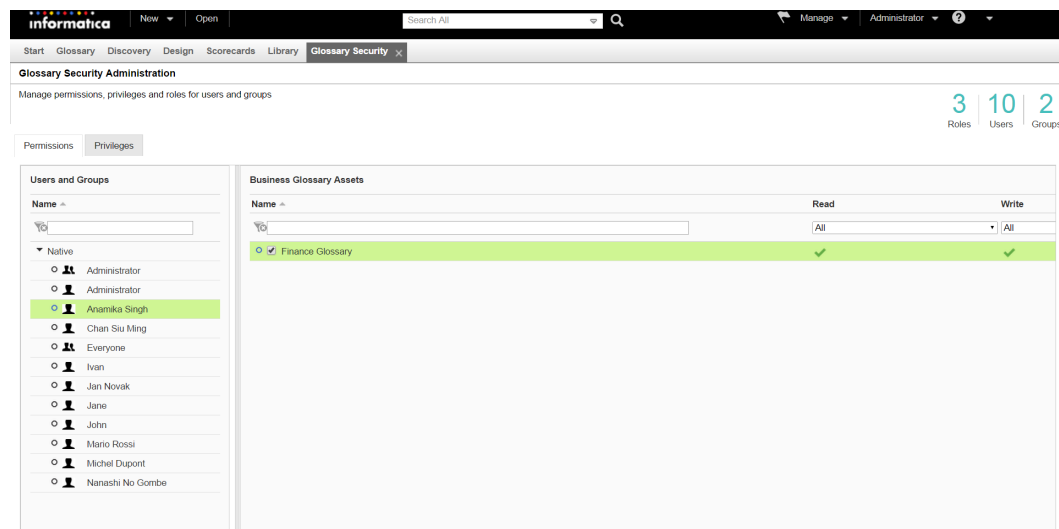 informatica New Open Search All Manage Administrator ?
Start Glossary Discovery Design Scorecards Library Glossary Security
Glossary Security Administration
Manage permissions, privileges and roles for users and groups
3 10 2
Roles Users Groups
Permissions Privileges
Users and Groups Business Glossary Assets
Name Name Read Write
All All
Native Finance Glossary
Administrator
Administrator
Anamika Singh
Chan Siu Ming
Everyone
Ivan
Jan Novak
Jane
John
Mario Rossi
Michel Dupont
Nanashi No Gombe